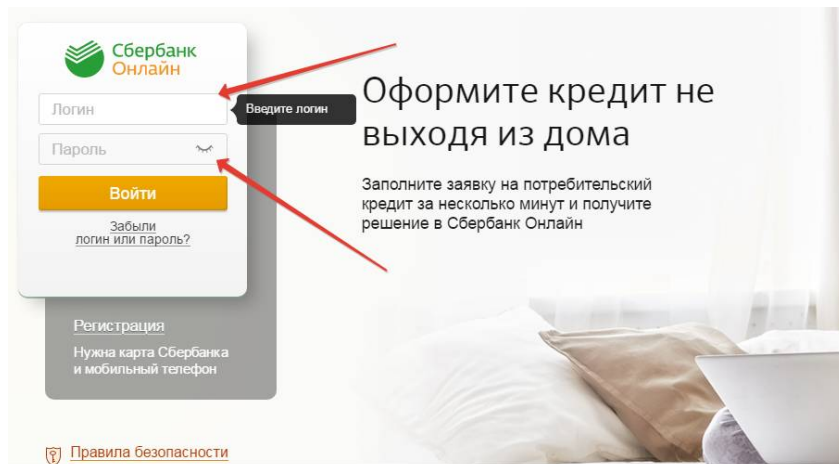 Сбербанк
Онлайн
Логин
Введите логин
Пароль
Войти
Забыли
логин или пароль?
Регистрация
Нужна карта Сбербанка
и мобильный телефон
Правила безопасности
Оформите кредит не
выходя из дома
Заполните заявку на потребительский
кредит за несколько минут и получите
решение в Сбербанк Онлайн